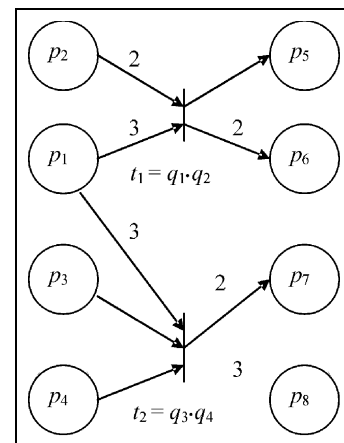 p2 2 p5
p1 3 2 p6
t1 = q1·q2
3
p3 2 p7
3
p4 p8
t2 = q3·q4